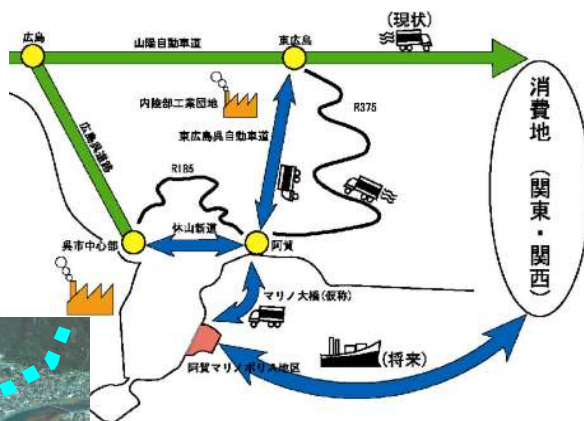 広島
山陽自動車道
東広島
(現状)
内陸部工業団地
R375
東広島呉自動車道
広島呉道路
R185
休山新道
呉市中心部
阿賀
マリノ大橋(仮称)
阿賀マリノポリス地区
(将来)
消費地 (関東・関西)